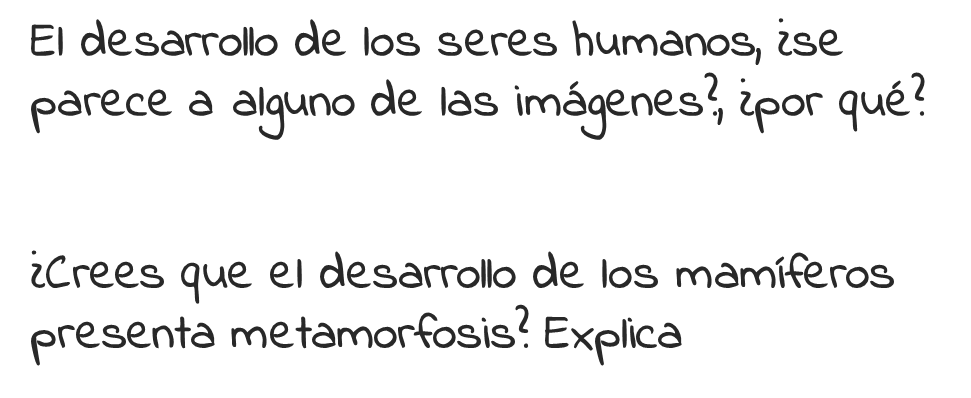 El desarrollo de los seres humanos, ¿se
parece a alguno de las imágenes?, ¿por qué?
¿Crees que el desarrollo de los mamíferos
presenta metamorfosis? Explica